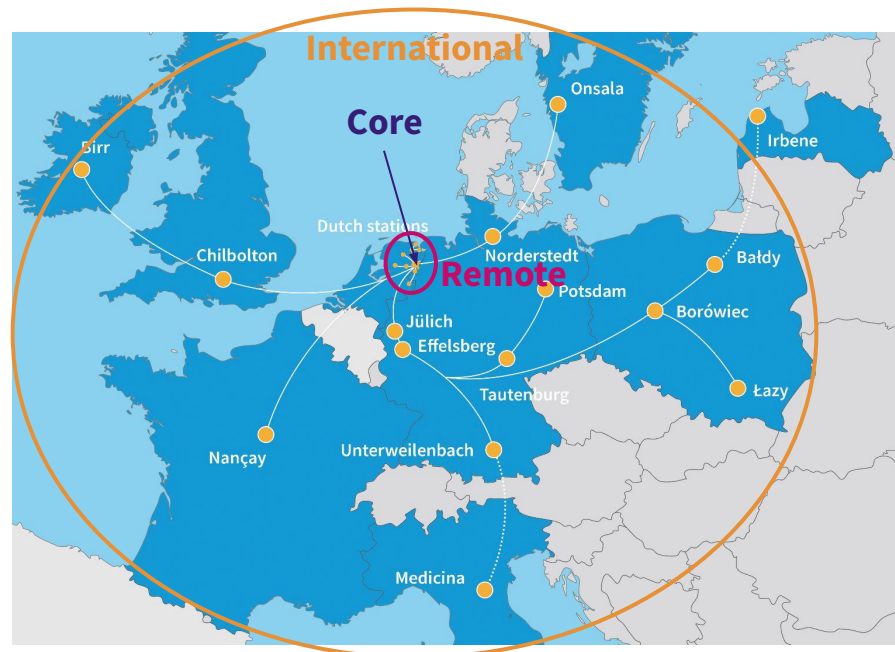 International
Onsala
Core
Irbene
Birr
Dutch stations
Chilbolton
Norderstedt
Bałdy
Remote
Potsdam
Borówiec
Jülich
Effelsberg
Tautenburg
Łazy
Nançay
Unterweilenbach
Medicina